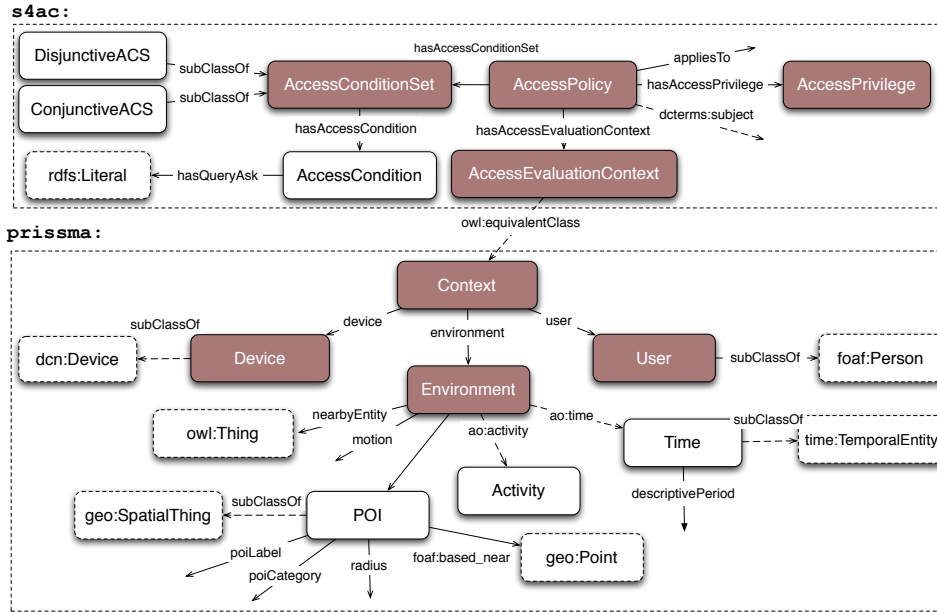 s4ac:
DisjunctiveACS
hasAccessConditionSet
appliesTo
subClassOf
AccessConditionSet
AccessPolicy
hasAccessPrivilege
AccessPrivilege
ConjunctiveACS
subClassOf
dcterms:subject
hasAccessCondition
hasAccessEvaluationContext
rdfs:Literal
hasQueryAsk
AccessCondition
AccessEvaluationContext
owl:equivalentClass
prissma:
Context
subClassOf
device
environment
user
dcn:Device
Device
User
subClassOf
foaf:Person
Environment
nearbyEntity
ao:time
subClassOf
owl:Thing
motion
ao:activity
Time
time:TemporalEntity
Activity
descriptivePeriod
geo:SpatialThing
subClassOf
POI
poiLabel
poiCategory
radius
foaf:based_near
geo:Point